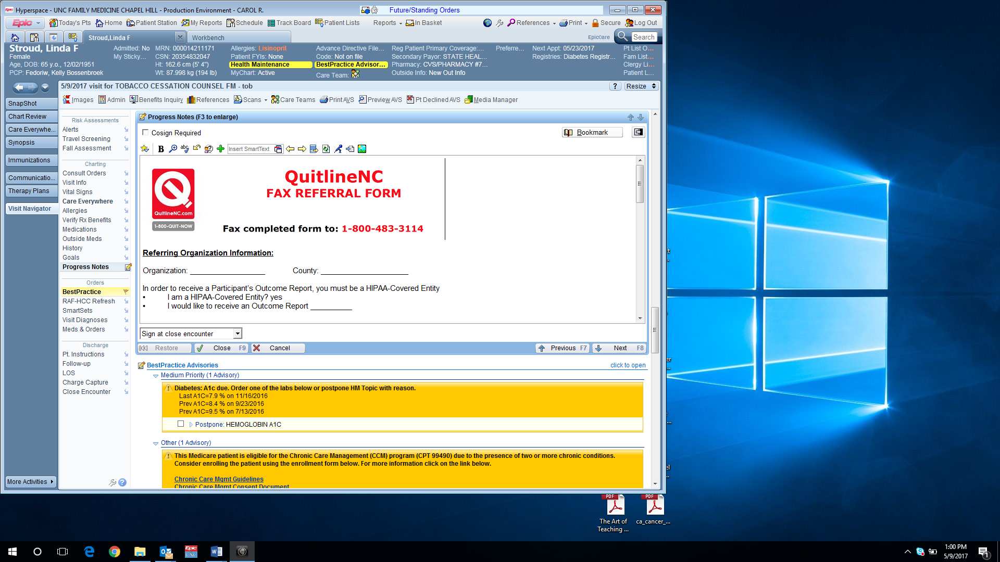 Hyperspace - UNC FAMILY MEDICINE CHAPEL HILL - Production Environment - CAROL R.
Future/Standing Orders
Epic
Today's Pts
Home
Patient Station
My Reports
Schedule
Track Board
Patient Lists
Reports
In Basket
References
Print
Secure
Log Out
Stroud,Linda F
Workbench
EpicCare
Search
Stroud, Linda F
Female
Age, DOB: 65 y.o., 12/02/1951
PCP: Fedoriw, Kelly Bossenbroek
Admitted: No
My Sticky...
MRN: 000014211171
CSN: 20354832047
Ht: 162.6 cm (5' 4")
Wt: 87.998 kg (194 lb)
Allergies: Lisinopril
Patient FYIs: None
Health Maintenance
MyChart: Active
Advance Directive File...
Code: Not on file
BestPractice Advisor...
Care Team:
Reg Patient Primary Coverage:...
Secondary Payor: STATE HEAL...
Pharmacy: CVS/PHARMACY #7...
Outside Info: New Out Info
Preferre...
Next Appt: 05/23/2017
Registries: Diabetes Registr...
Pt List O...
Fam List...
Clergy Li...
Patient L...
5/9/2017 visit for TOBACCO CESSATION COUNSEL FM - tob
?
Resize
Images
Admin
Benefits Inquiry
References
Scans
Care Teams
Print AVS
Preview AVS
Pt Declined AVS
Media Manager
SnapShot
Chart Review
Care Everywhe...
Synopsis
Immunizations
Communicatio...
Therapy Plans
Visit Navigator
More Activities
Risk Assessments
Alerts
Travel Screening
Fall Assessment
Charting
Consult Orders
Visit Info
Vital Signs
Care Everywhere
Allergies
Verify Rx Benefits
Medications
Outside Meds
History
Goals
Progress Notes
Orders
BestPractice
RAF-HCC Refresh
SmartSets
Visit Diagnoses
Meds & Orders
Discharge
Pt. Instructions
Follow-up
LOS
Charge Capture
Close Encounter
Progress Notes (F3 to enlarge)
Cosign Required
Bookmark
B
Insert SmartText
QuitlineNC.com
1-800-QUIT-NOW
QuitlineNC
FAX REFERRAL FORM
Fax completed form to: 1-800-483-3114
Referring Organization Information:
Organization: __________________ County: _____________________
In order to receive a Participant's Outcome Report, you must be a HIPAA-Covered Entity
• I am a HIPAA-Covered Entity? yes
• I would like to receive an Outcome Report __________
Sign at close encounter
Restore
Close F9
Cancel
Previous F7
Next F8
BestPractice Advisories
click to open
Medium Priority (1 Advisory)
Diabetes: A1c due. Order one of the labs below or postpone HM Topic with reason.
Last A1C=7.9 % on 11/16/2016
Prev A1C=8.4 % on 9/23/2016
Prev A1C=9.5 % on 7/13/2016
Postpone: HEMOGLOBIN A1C
Other (1 Advisory)
This Medicare patient is eligible for the Chronic Care Management (CCM) program (CPT 99490) due to the presence of two or more chronic conditions.
Consider enrolling the patient using the enrollment form below. For more information click on the link below.
Chronic Care Mgmt Guidelines
Chronic Care Mgmt Consent Document
PDF
The Art of
Teaching ...
PDF
ca_cancer_...
1:00 PM
5/9/2017
1